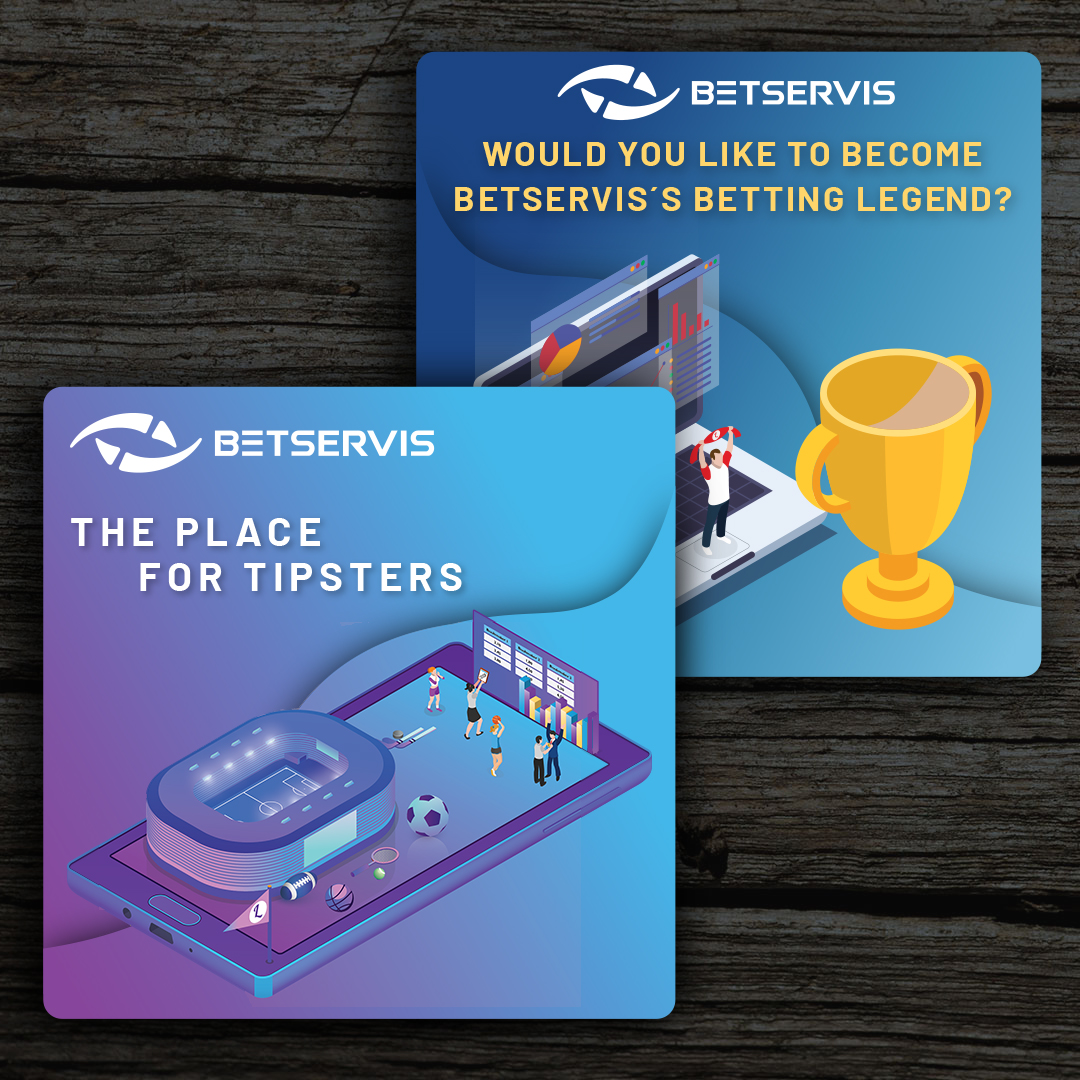 BETSERVIS
WOULD YOU LIKE TO BECOME
BETSERVIS´S BETTING LEGEND?
BETSERVIS
THE PLACE
FOR TIPSTERS